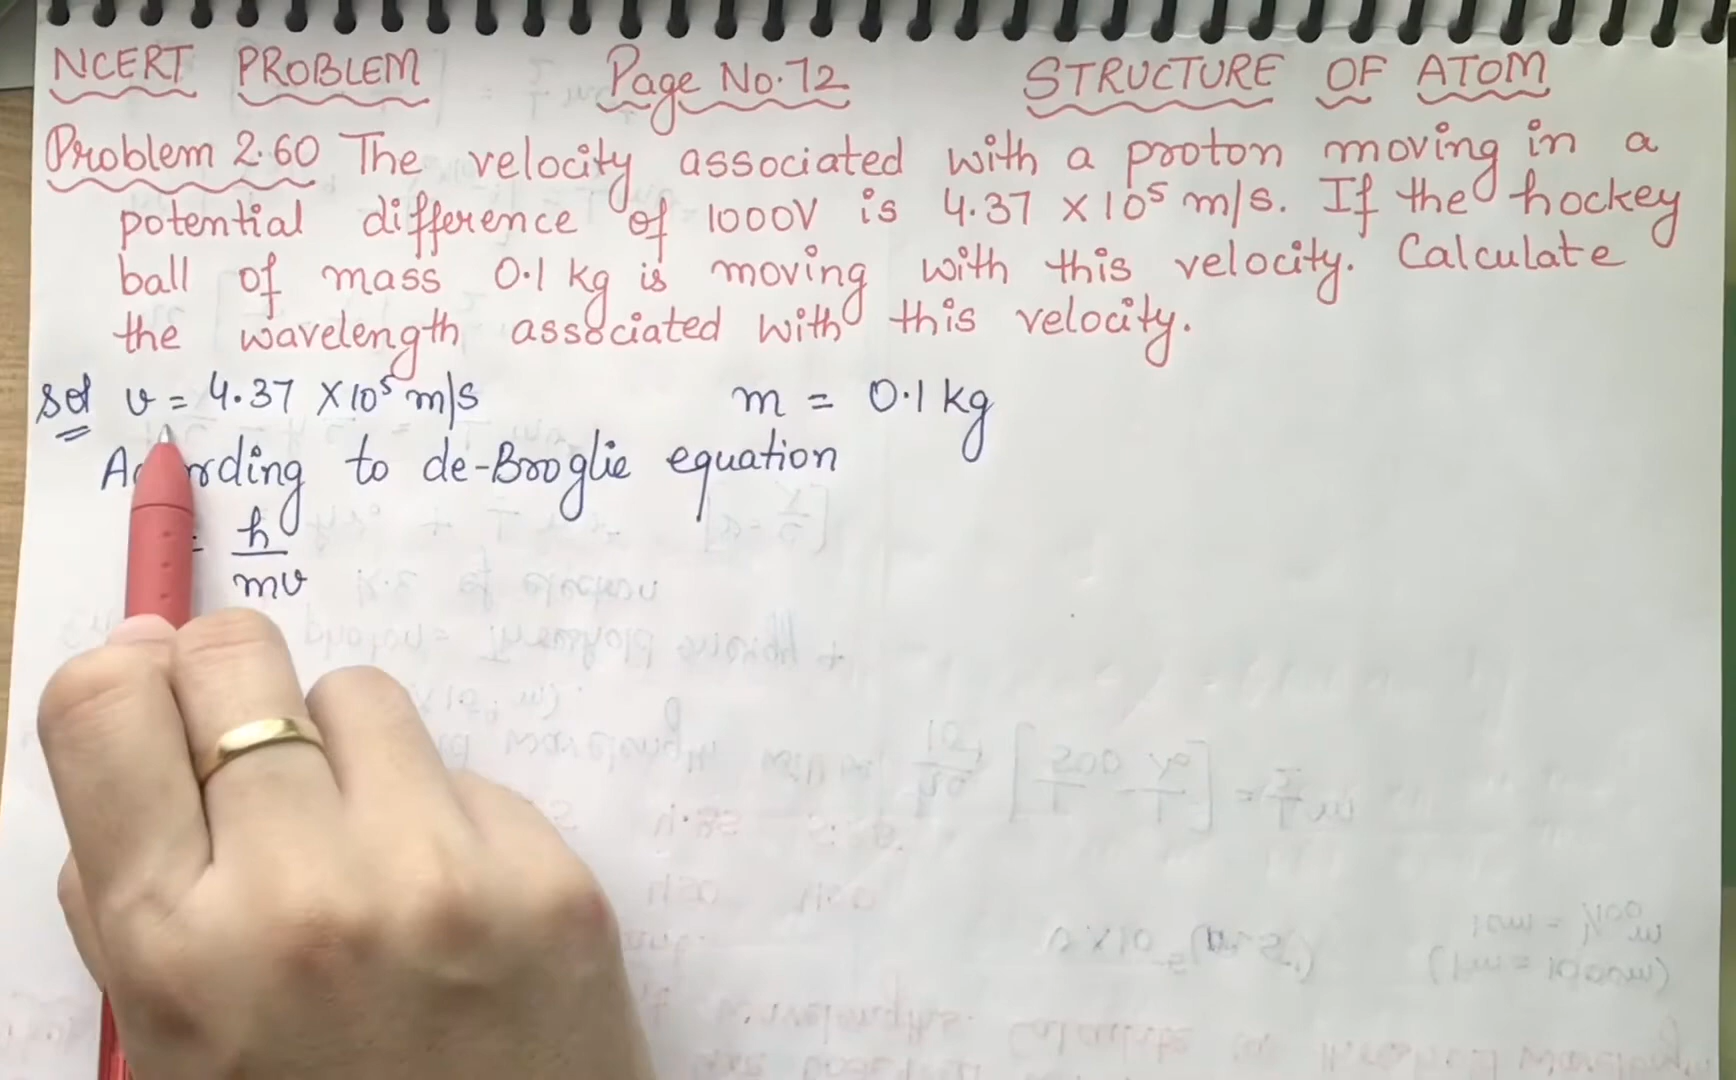 NCERT PROBLEM Page No.72 STRUCTURE OF ATOM
Problem 2.60 The velocity associated with a proton moving in a
potential difference of 1000V is 4.37 × 10⁵ m/s. If the hockey
ball of mass 0.1 kg is moving with this velocity. Calculate
the wavelength associated with this velocity.
Sol v = 4.37 × 10⁵ m/s m = 0.1 kg
to de-Broglie equation
= h/mv